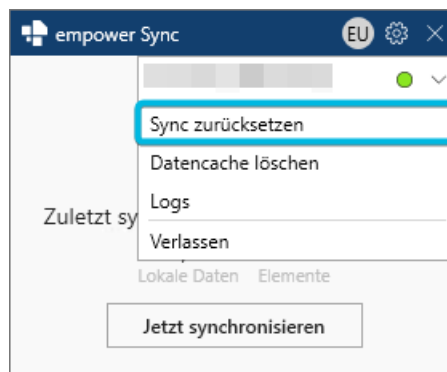 empower Sync EU
Sync zurücksetzen
Datencache löschen
Logs
Zuletzt sy
Verlassen
Lokale Daten Elemente
Jetzt synchronisieren